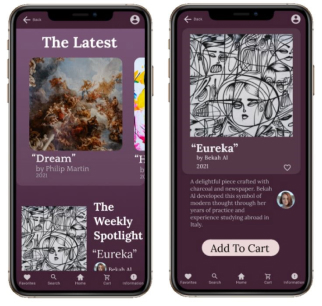 Back
The Latest
“Dream”
by Philip Martin
2021
“H
b
2
The
Weekly
Spotlight
“Eureka”
by Bekah Al
Favorites
Search
Home
Cart
Information
Back
“Eureka”
by Bekah Al
2021
A delightful piece crafted with
charcoal and newspaper. Bekah
Al developed this symbol of
modern thought through her
years of practice and
experience studying abroad in
Italy.
Add To Cart
Favorites
Search
Home
Cart
Information